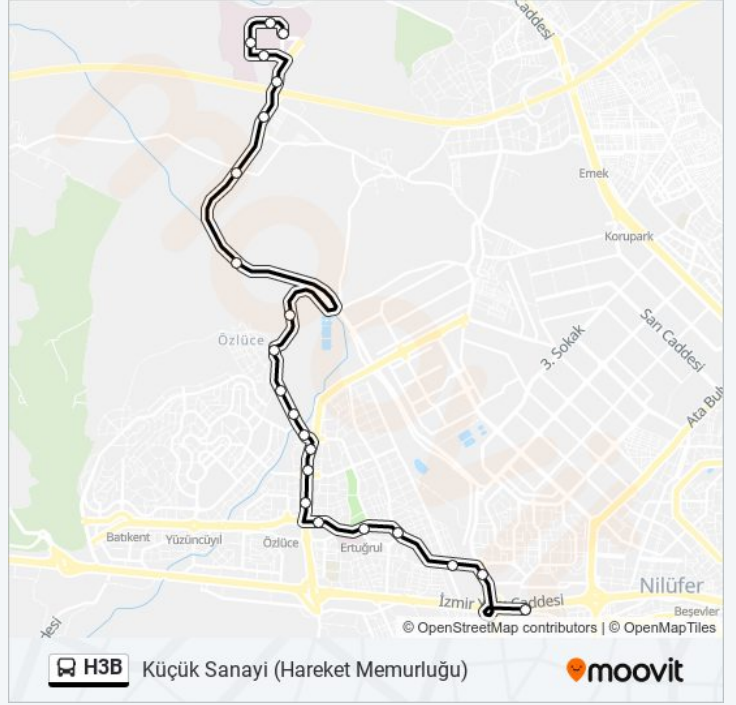 Caddesi
Emek
Korupark
Özlüce
3. Sokak
Sarı Caddesi
Ata Bul
Batıkent
Yüzüncüyıl
Özlüce
Ertuğrul
Nilüfer
Caddesi
Beşevler
desi
© OpenStreetMap contributors | © OpenMapTiles
H3B
Küçük Sanayi (Hareket Memurluğu)
moovit